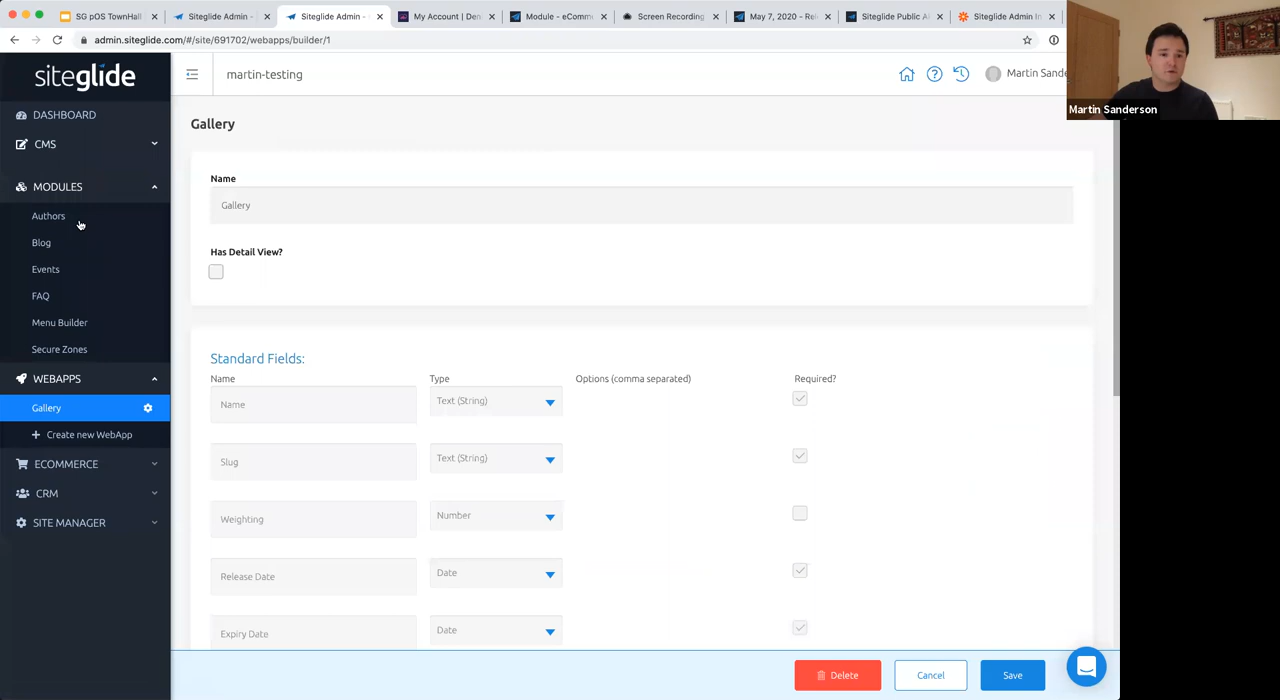 SG pOS TownHall
Siteglide Admin -
Siteglide Admin -
My Account | Den
Module - eComm
Screen Recording
May 7, 2020 - Rel
Siteglide Public A
Siteglide Admin In
admin.siteglide.com/#/site/691702/webapps/builder/1
siteglide
martin-testing
Martin Sande
Martin Sanderson
DASHBOARD
CMS
MODULES
Authors
Blog
Events
FAQ
Menu Builder
Secure Zones
WEBAPPS
Gallery
+ Create new WebApp
ECOMMERCE
CRM
SITE MANAGER
Gallery
Name
Gallery
Has Detail View?
Standard Fields:
Name Type Options (comma separated) Required?
Name Text (String)
Slug Text (String)
Weighting Number
Release Date Date
Expiry Date Date
Delete Cancel Save